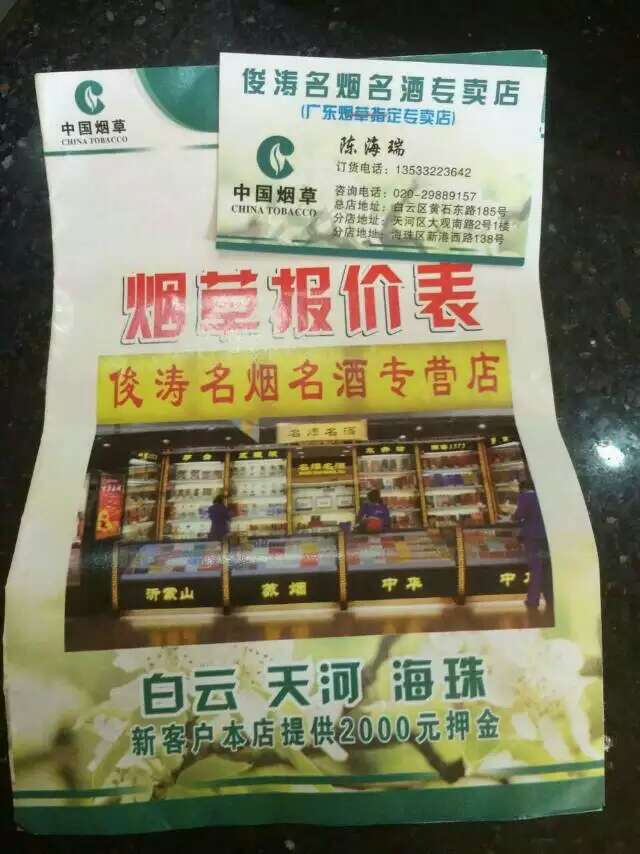 中国烟草
CHINA TOBACCO
俊涛名烟名酒专卖店
(广东烟草指定专卖店)
中国烟草
CHINA TOBACCO
陈海瑞
订货电话：13533223642
咨询电话：020-29889157
总店地址：白云区黄石东路185号
分店地址：天河区大观南路2号1楼
分店地址：海珠区新港西路138号
烟草报价表
俊涛名烟名酒专营店
名烟名酒
名烟名酒
沂蒙山
苏烟
中华
白云 天河 海珠
新客户本店提供2000元押金